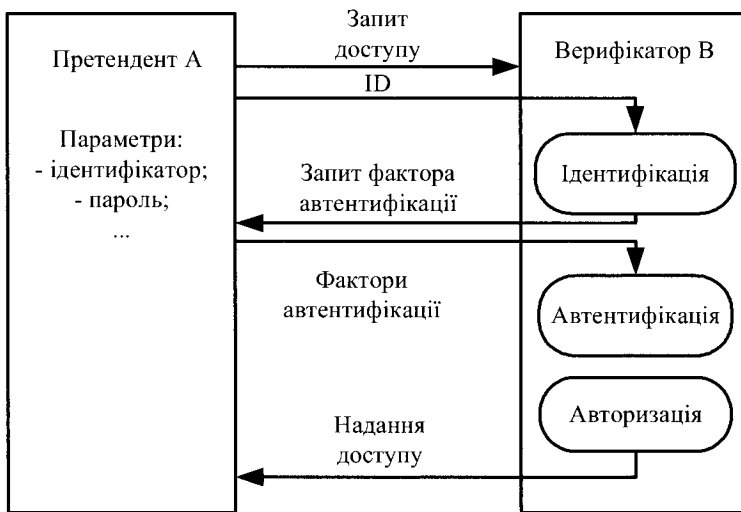 Претендент А
Параметри:
- ідентифікатор;
- пароль;
...
Запит
доступу
ID
Запит фактора
автентифікації
Фактори
автентифікації
Надання
доступу
Верифікатор В
Ідентифікація
Автентифікація
Авторизація